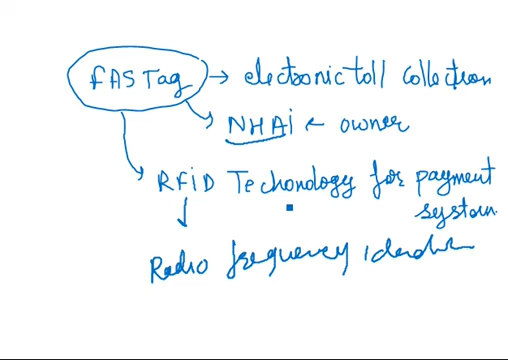 FASTag → electronic toll collection
NHAI ← owner
RFID Techonology for payment
system
Radio frequency